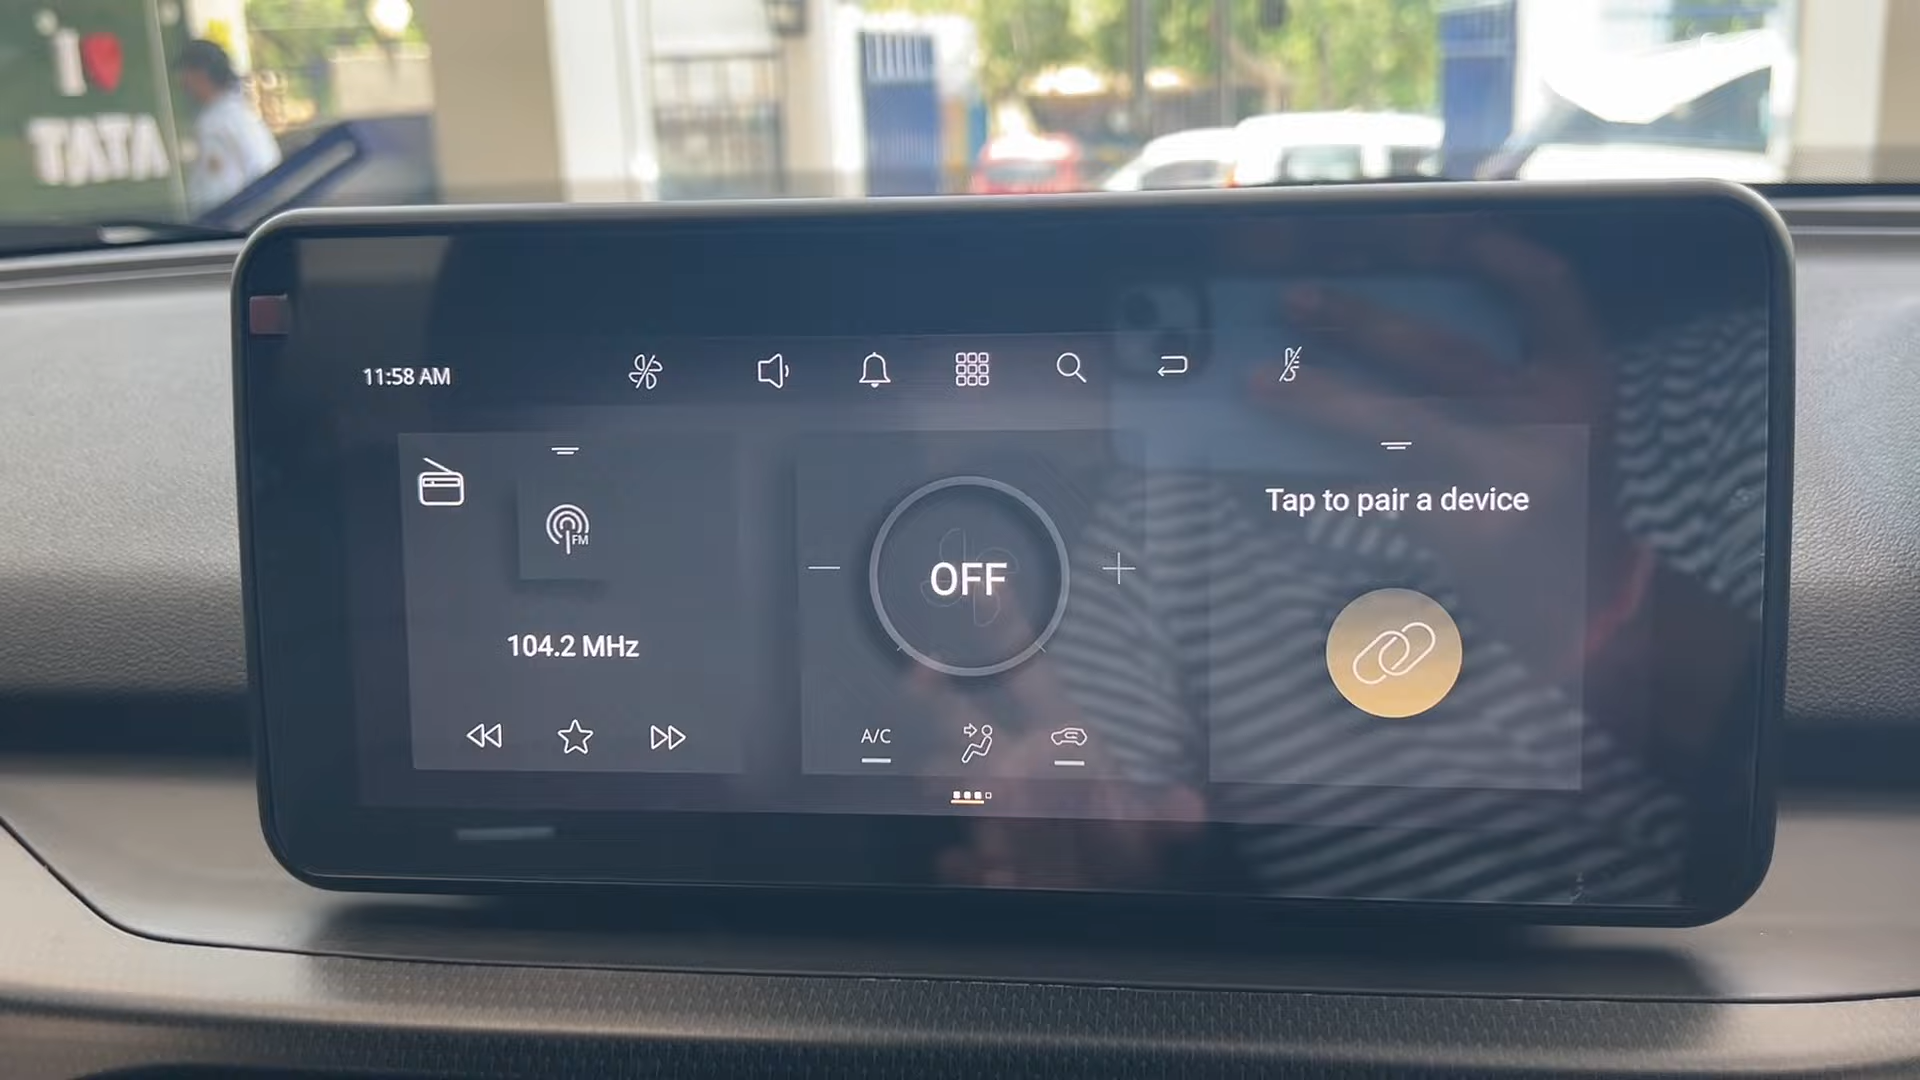 I
TATA
11:58 AM
FM
104.2 MHz
OFF
A/C
Tap to pair a device